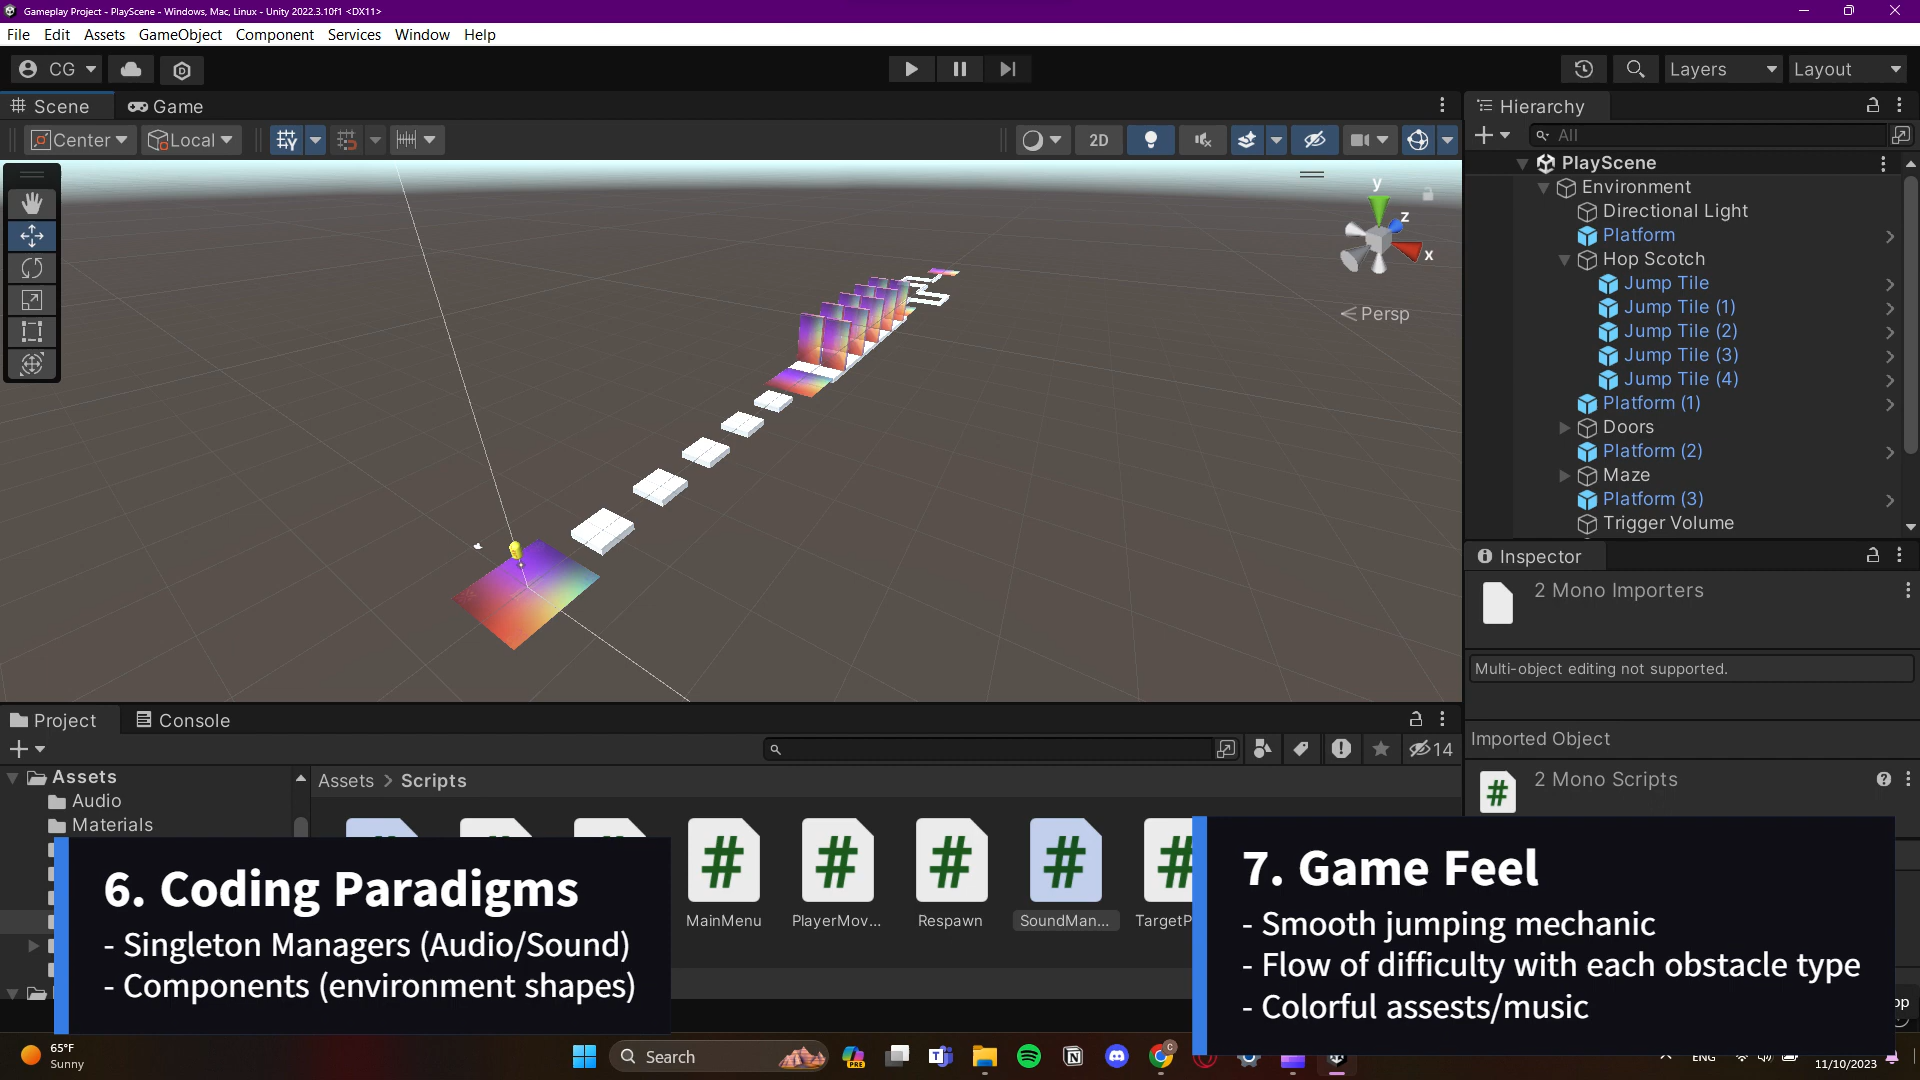 Gameplay Project - PlayScene - Windows, Mac, Linux - Unity 2022.3.10f1 <DX11>
File Edit Assets GameObject Component Services Window Help
CG
Layers
Layout
Scene
Game
Center
Local
2D
y
z
x
Persp
Hierarchy
All
PlayScene
Environment
Directional Light
Platform
Hop Scotch
Jump Tile
Jump Tile (1)
Jump Tile (2)
Jump Tile (3)
Jump Tile (4)
Platform (1)
Doors
Platform (2)
Maze
Platform (3)
Trigger Volume
Inspector
2 Mono Importers
Multi-object editing not supported.
Imported Object
2 Mono Scripts
Project
Console
14
Assets
Audio
Materials
Assets > Scripts
MainMenu
PlayerMov...
Respawn
SoundMan...
TargetP
6. Coding Paradigms
- Singleton Managers (Audio/Sound)
- Components (environment shapes)
7. Game Feel
- Smooth jumping mechanic
- Flow of difficulty with each obstacle type
- Colorful assests/music
op
65°F
Sunny
Search
PRE
ENG
11/10/2023